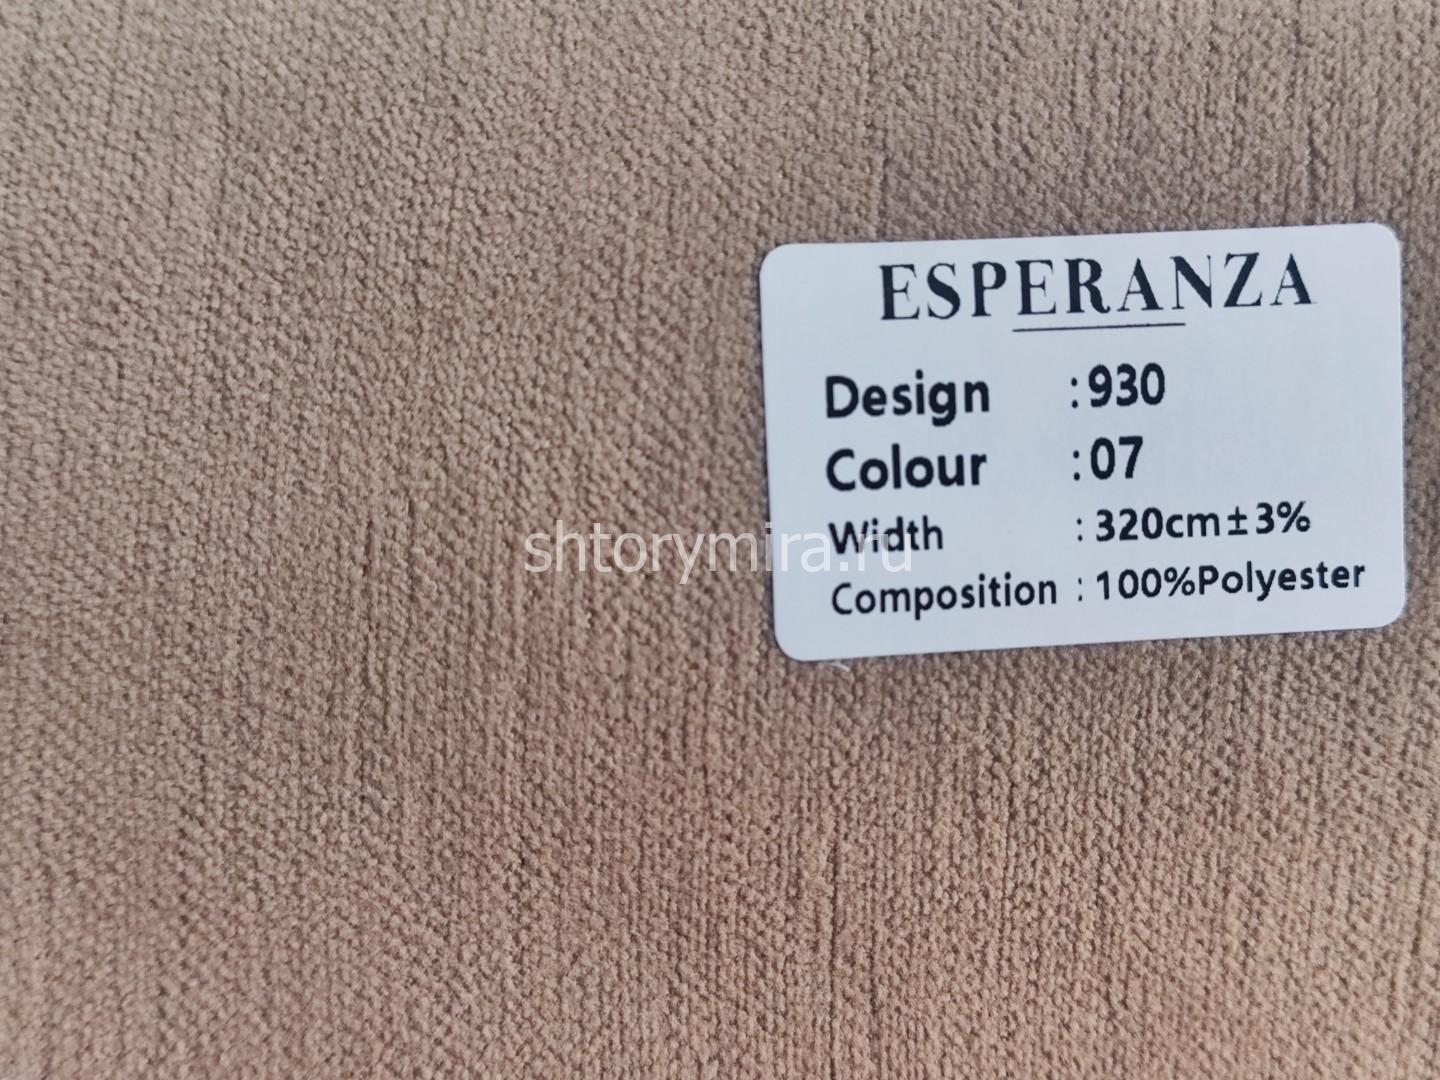 ESPERANZA
Design :930
Colour :07
Width : 320cm±3%
Composition : 100%Polyester
shtorymira.ru